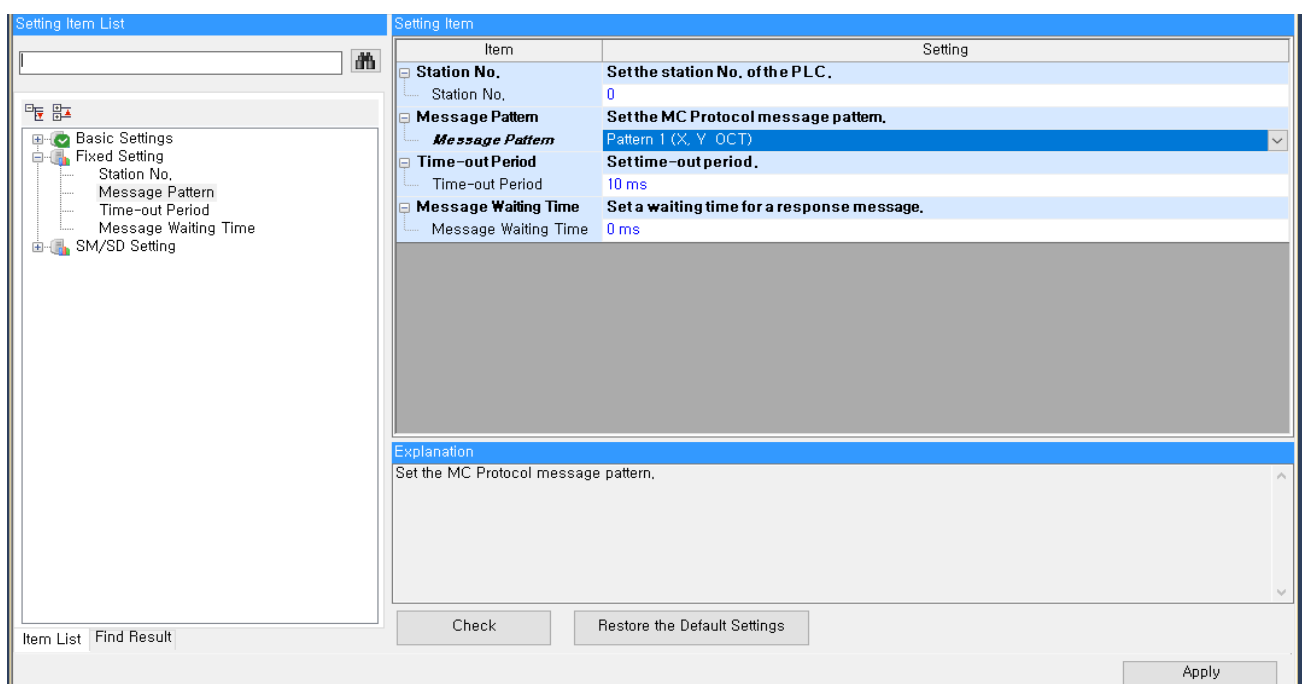 Setting Item List
Basic Settings
Fixed Setting
Station No.
Message Pattern
Time-out Period
Message Waiting Time
SM/SD Setting
Item List Find Result
Setting Item
Item Setting
Station No. Set the station No. of the PLC.
Station No. 0
Message Pattern Set the MC Protocol message pattern.
Message Pattern Pattern 1 (X, Y OCT)
Time-out Period Set time-out period.
Time-out Period 10 ms
Message Waiting Time Set a waiting time for a response message.
Message Waiting Time 0 ms
Explanation
Set the MC Protocol message pattern.
Check Restore the Default Settings
Apply